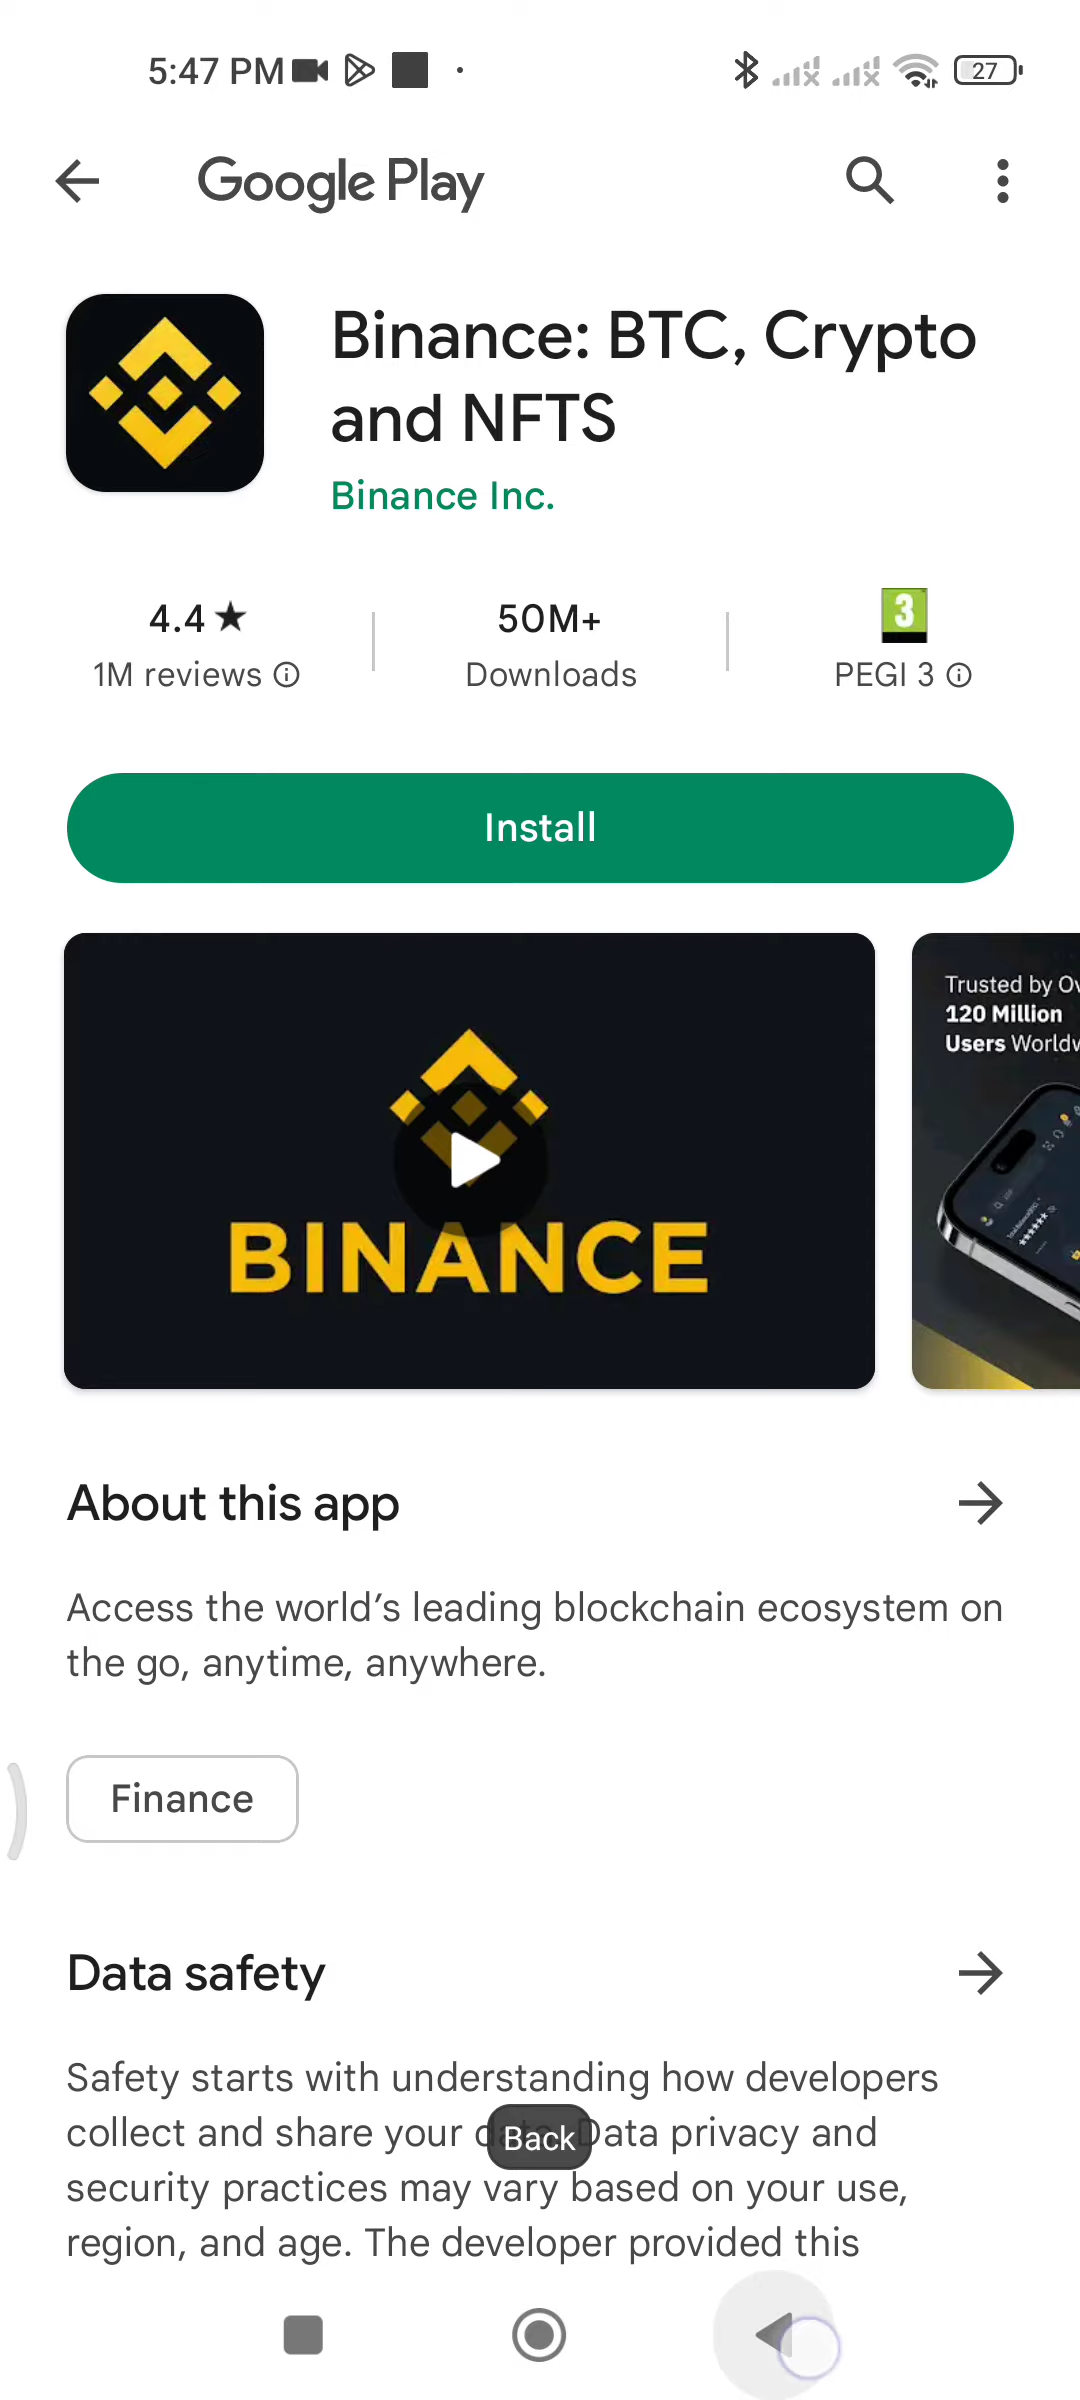 5:47 PM
27
Google Play
Binance: BTC, Crypto
and NFTS
Binance Inc.
4.4★
1M reviews
50M+
Downloads
3
PEGI 3
Install
BINANCE
Trusted by Ov
120 Million
Users Worldw
About this app
Access the world’s leading blockchain ecosystem on
the go, anytime, anywhere.
Finance
Data safety
Safety starts with understanding how developers
collect and share your data. Data privacy and
security practices may vary based on your use,
region, and age. The developer provided this
Back